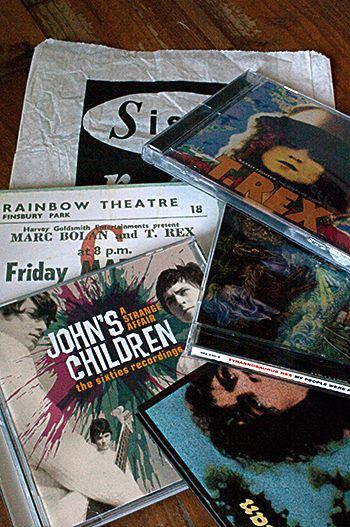 Sis
T.REX
RAINBOW THEATRE
FINSBURY PARK
18
Harvey Goldsmith Entertainments present
MARC BOLAN and T. REX
at 8 p.m.
Friday
A STRANGE
AFFAIR
JOHN'S
CHILDREN
the sixties recordings
TYRANNOSAURUS REX MY PEOPLE WERE